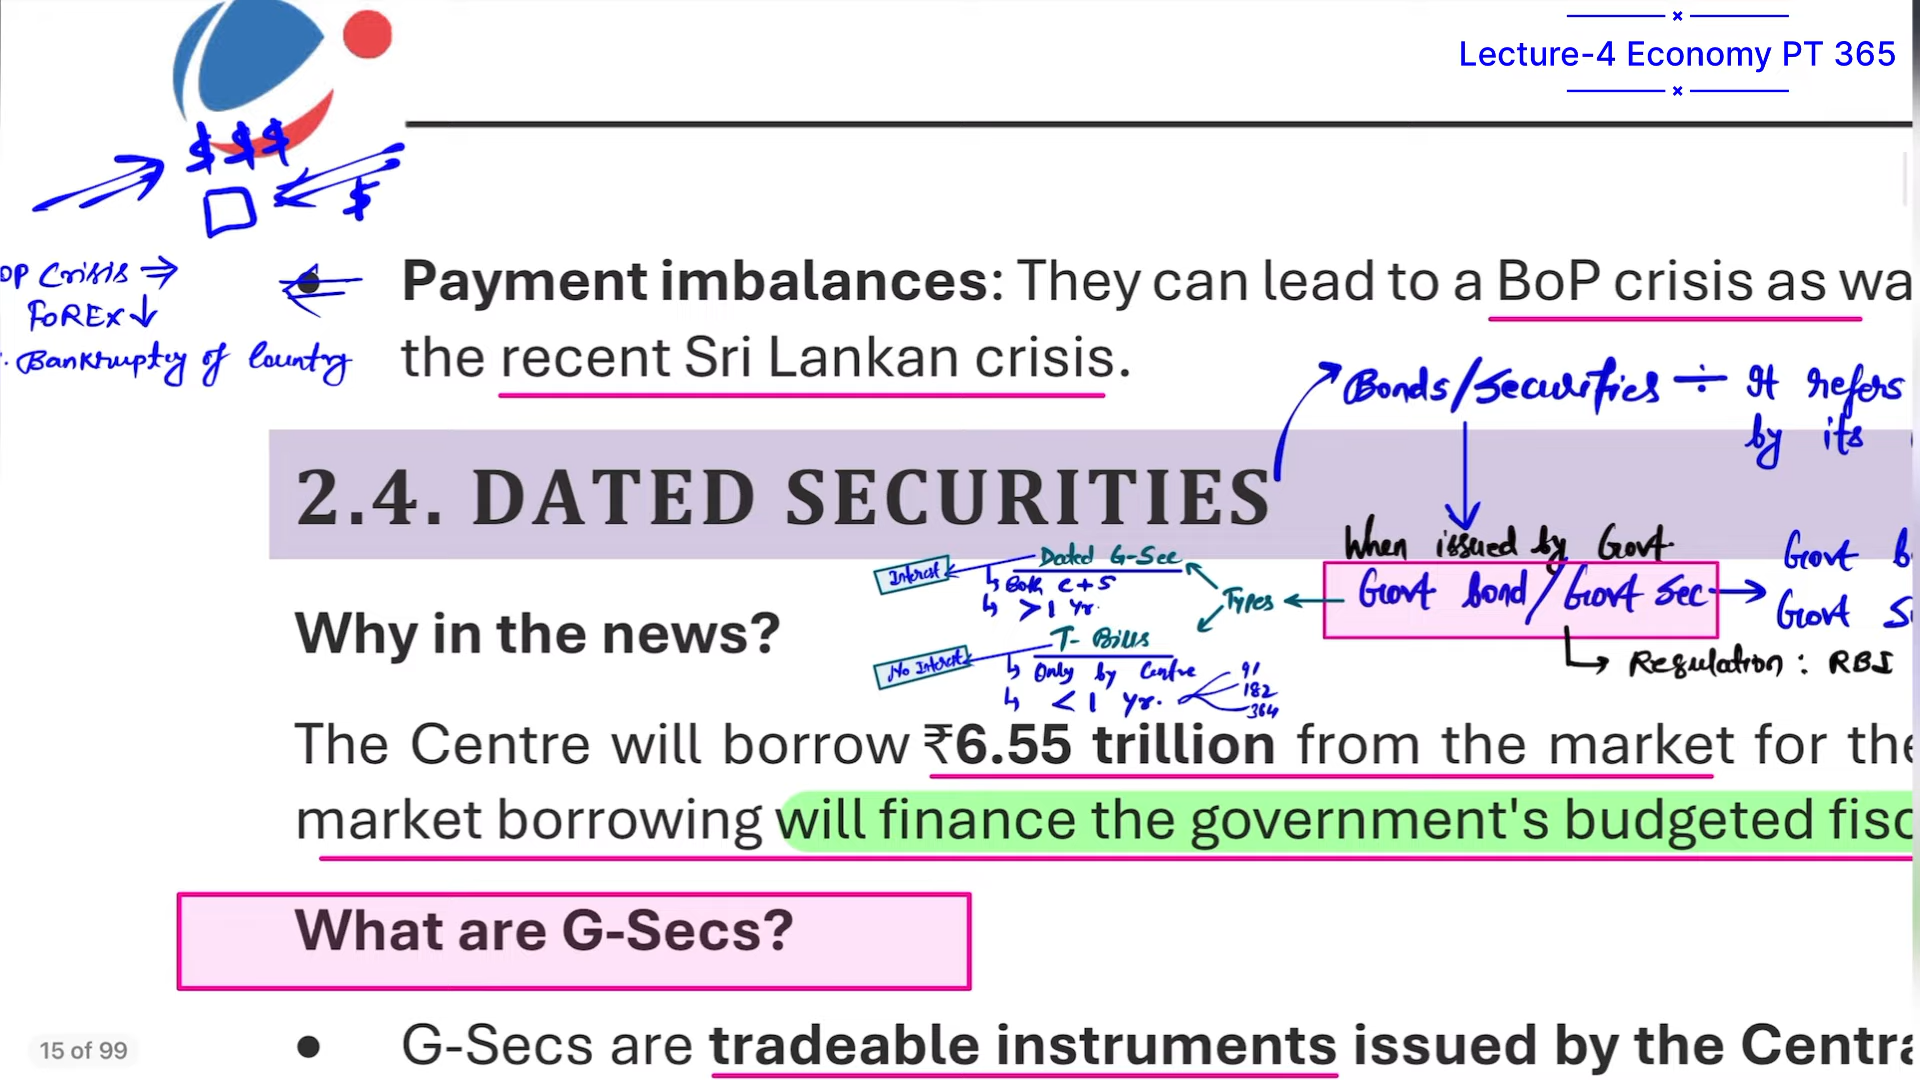 Lecture-4 Economy PT 365
$ $ $
$
OP Crisis ⇒
FOREX ↓
Bankruptcy of Country
Payment imbalances: They can lead to a BoP crisis as wa
the recent Sri Lankan crisis.
Bonds/Securities ÷ It refers
by its
2.4. DATED SECURITIES
When issued by Govt.
Govt bond/Govt Sec → Govt b
Govt S
Regulation: RBI
Types
Dated G-Sec
Interest
Both C+S
> 1 Yr.
T-Bills
No Interest
Only by Centre
< 1 Yr.
91
182
364
Why in the news?
The Centre will borrow ₹6.55 trillion from the market for the
market borrowing will finance the government's budgeted fisc
What are G-Secs?
• G-Secs are tradeable instruments issued by the Centra
15 of 99